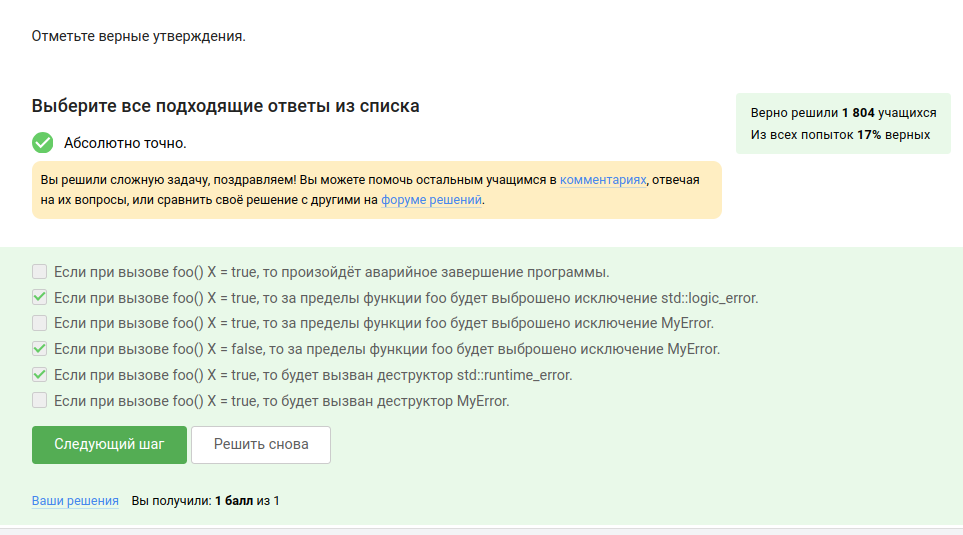 Отметьте верные утверждения.
Выберите все подходящие ответы из списка
Верно решили 1 804 учащихся
Из всех попыток 17% верных
Абсолютно точно.
Вы решили сложную задачу, поздравляем! Вы можете помочь остальным учащимся в комментариях, отвечая
на их вопросы, или сравнить своё решение с другими на форуме решений.
Если при вызове foo() X = true, то произойдёт аварийное завершение программы.
Если при вызове foo() X = true, то за пределы функции foo будет выброшено исключение std::logic_error.
Если при вызове foo() X = true, то за пределы функции foo будет выброшено исключение MyError.
Если при вызове foo() X = false, то за пределы функции foo будет выброшено исключение MyError.
Если при вызове foo() X = true, то будет вызван деструктор std::runtime_error.
Если при вызове foo() X = true, то будет вызван деструктор MyError.
Следующий шаг Решить снова
Ваши решения Вы получили: 1 балл из 1